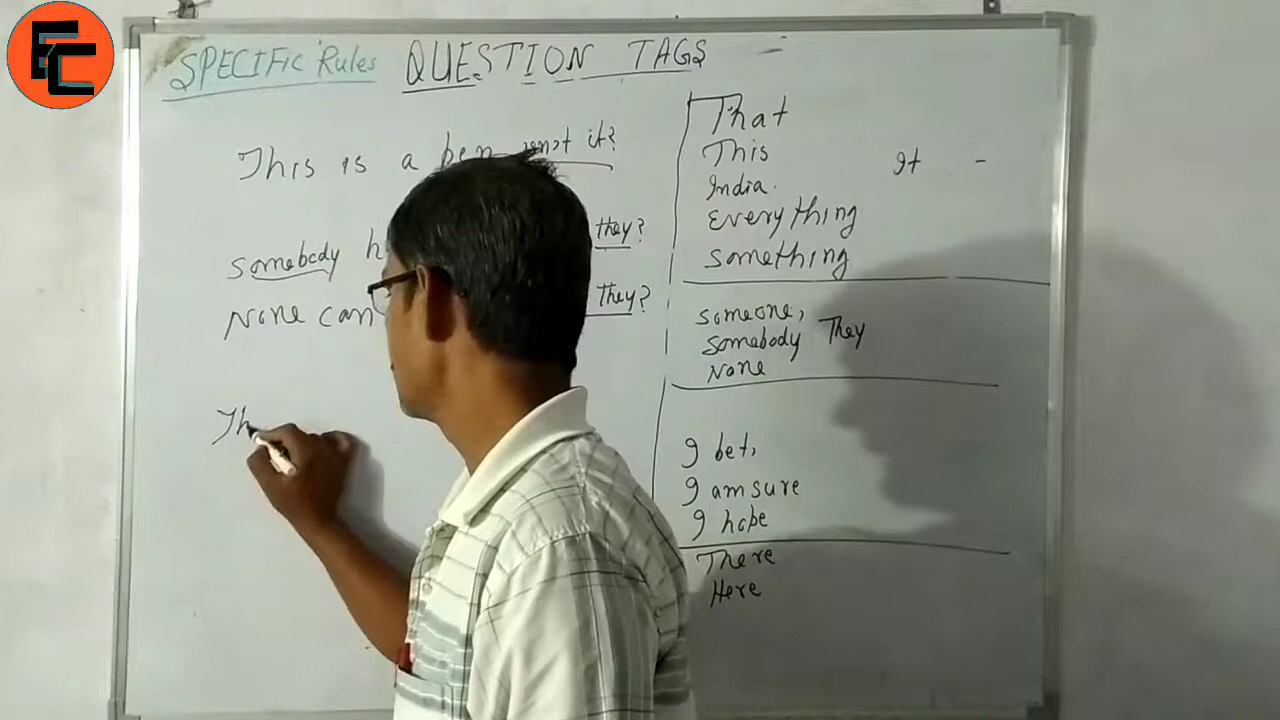 EC
SPECIFIC Rules QUESTION TAGS
This is a pen isn't it?
somebody h they?
None can they?
Th
That
This It -
India.
Everything
something
someone,
somebody They
None
I bet,
I am sure
I hope
There
Here